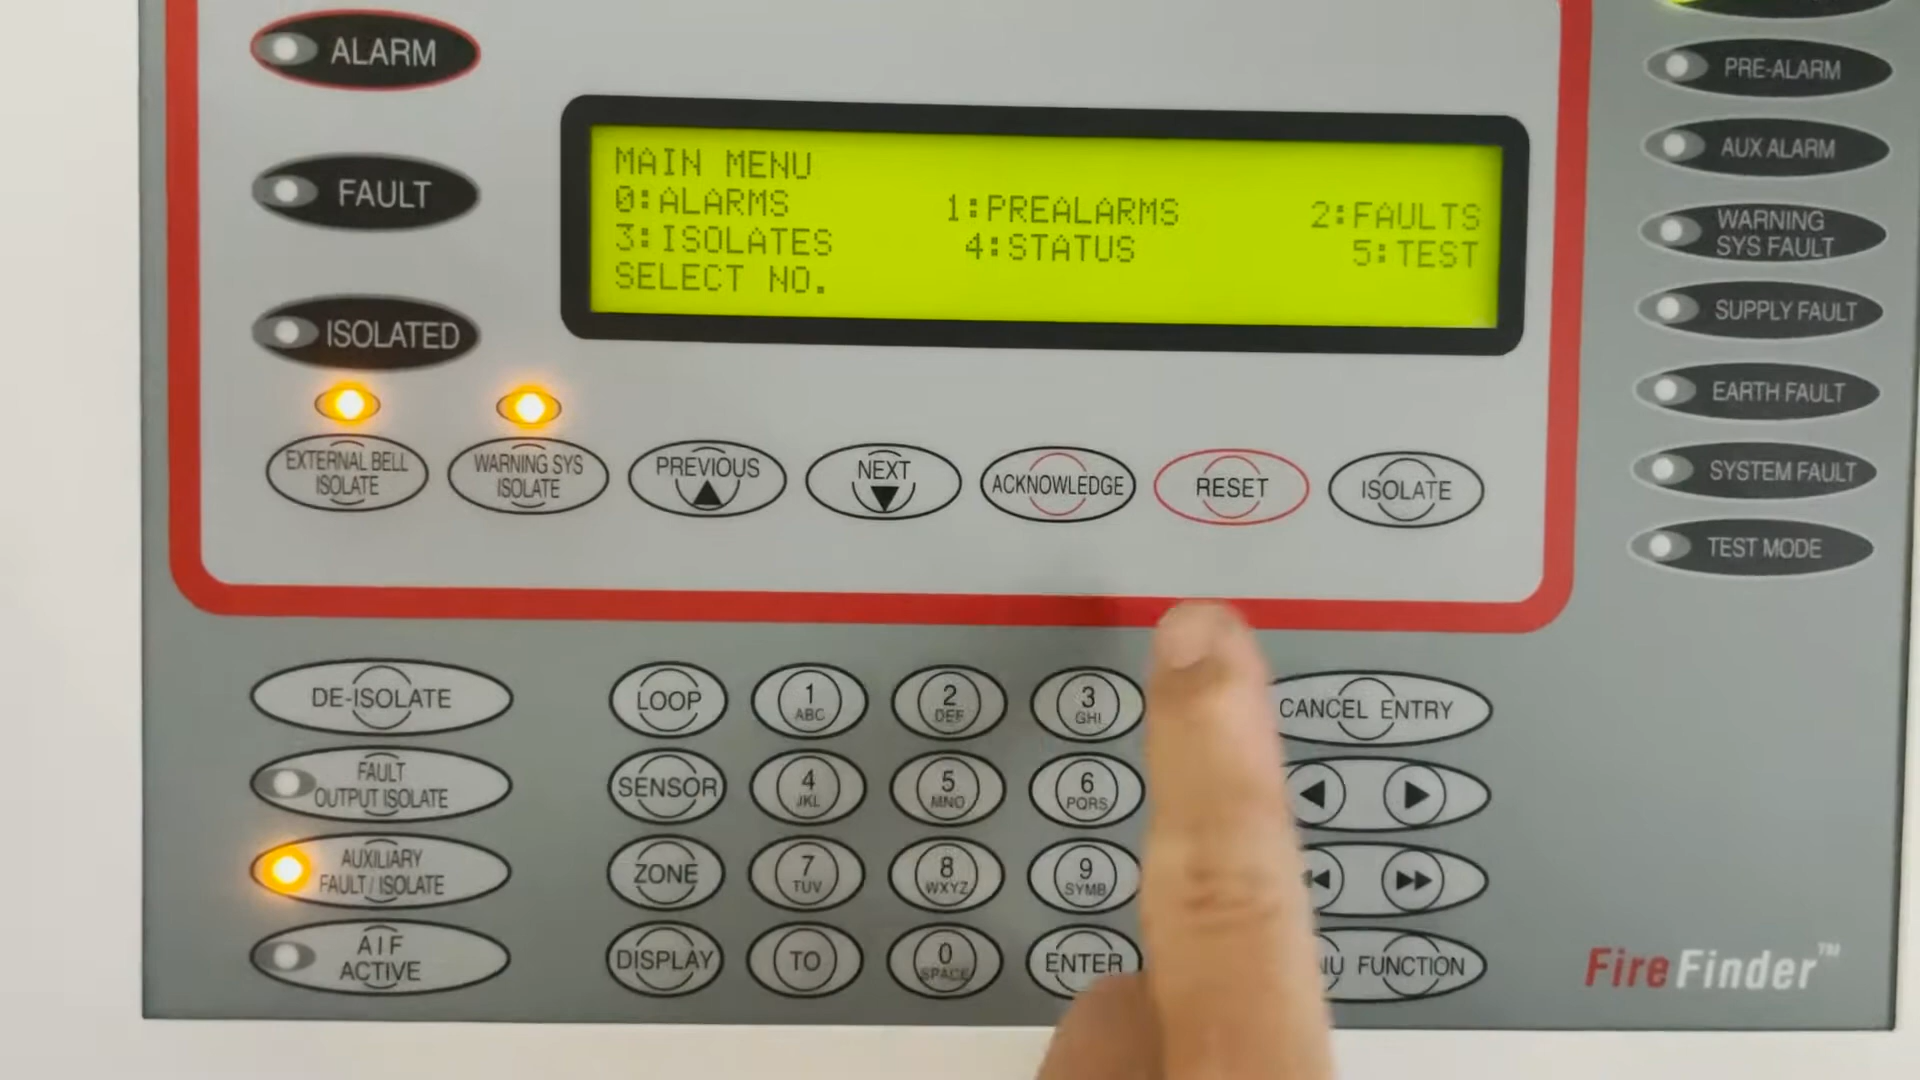 ALARM
FAULT
ISOLATED
MAIN MENU
0:ALARMS 1:PREALARMS 2:FAULTS
3:ISOLATES 4:STATUS 5:TEST
SELECT NO.
EXTERNAL BELL
ISOLATE
WARNING SYS
ISOLATE
PREVIOUS
NEXT
ACKNOWLEDGE
RESET
ISOLATE
PRE-ALARM
AUX ALARM
WARNING
SYS FAULT
SUPPLY FAULT
EARTH FAULT
SYSTEM FAULT
TEST MODE
DE-ISOLATE
FAULT
OUTPUT ISOLATE
AUXILIARY
FAULT / ISOLATE
AIF
ACTIVE
LOOP
1
ABC
2
DEF
3
GHI
CANCEL ENTRY
SENSOR
4
JKL
5
MNO
6
PQRS
ZONE
7
TUV
8
WXYZ
9
SYMB
DISPLAY
TO
0
SPACE
ENTER
FUNCTION
FireFinder™